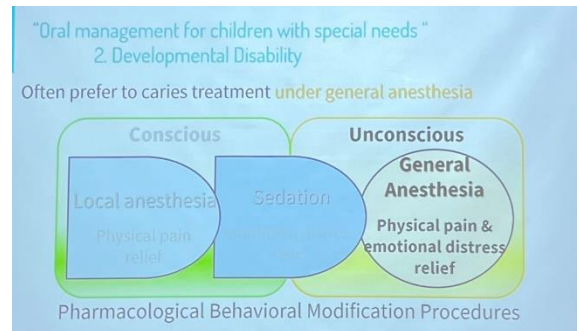 "Oral management for children with special needs "
2. Developmental Disability
Often prefer to caries treatment under general anesthesia
Conscious
Unconscious
Local anesthesia
Physical pain
relief
Sedation
General
Anesthesia
Physical pain &
emotional distress
relief
Pharmacological Behavioral Modification Procedures